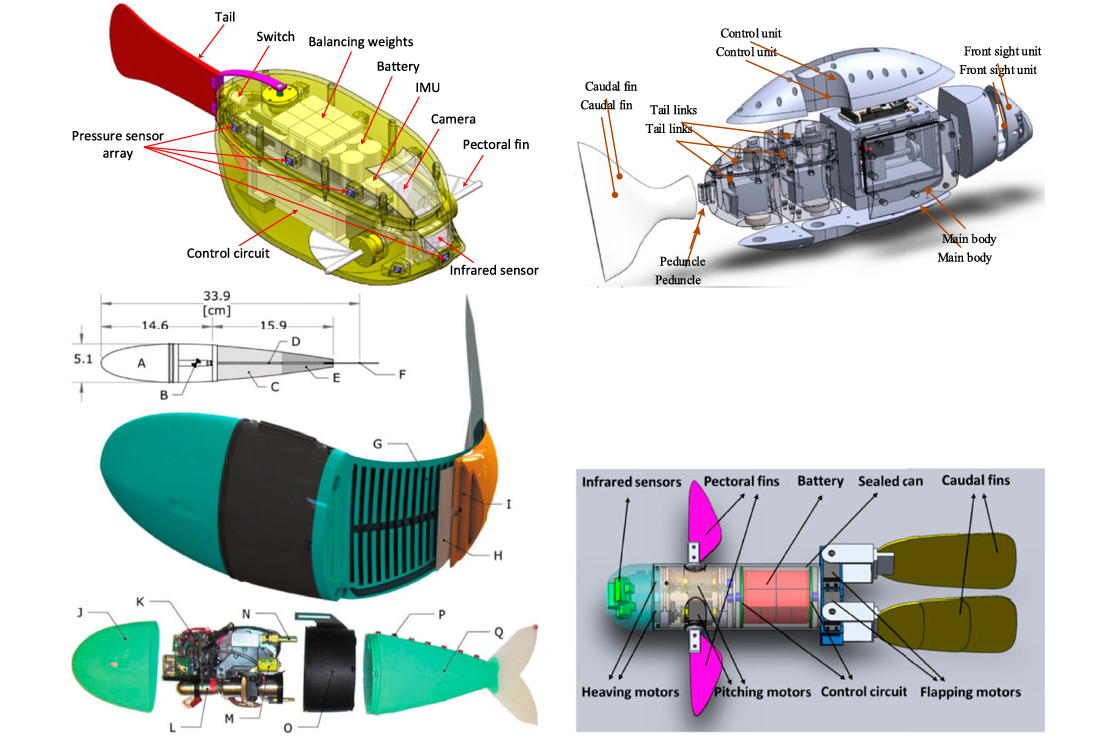 Tail
Switch
Balancing weights
Battery
IMU
Camera
Pectoral fin
Pressure sensor
array
Control circuit
Infrared sensor
Control unit
Control unit
Front sight unit
Front sight unit
Caudal fin
Caudal fin
Tail links
Tail links
Main body
Main body
Peduncle
Peduncle
33.9
[cm]
14.6
15.9
5.1
A
B
C
D
E
F
G
I
H
J
K
N
P
Q
L
M
O
Infrared sensors
Pectoral fins
Battery
Sealed can
Caudal fins
Heaving motors
Pitching motors
Control circuit
Flapping motors